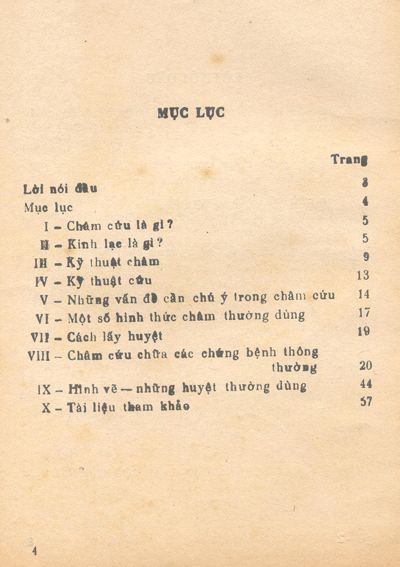 MỤC LỤC
Trang
Lời nói đầu 3
Mục lục 4
I — Châm cứu là gì? 5
II — Kinh lạc là gì? 5
III — Kỹ thuật châm 9
IV — Kỹ thuật cứu 13
V — Những vấn đề cần chú ý trong châm cứu 14
VI — Một số hình thức châm thường dùng 17
VII — Cách lấy huyệt 19
VIII — Châm cứu chữa các chứng bệnh thông
thường 20
IX — Hình vẽ — những huyệt thường dùng 44
X — Tài liệu tham khảo 57
4